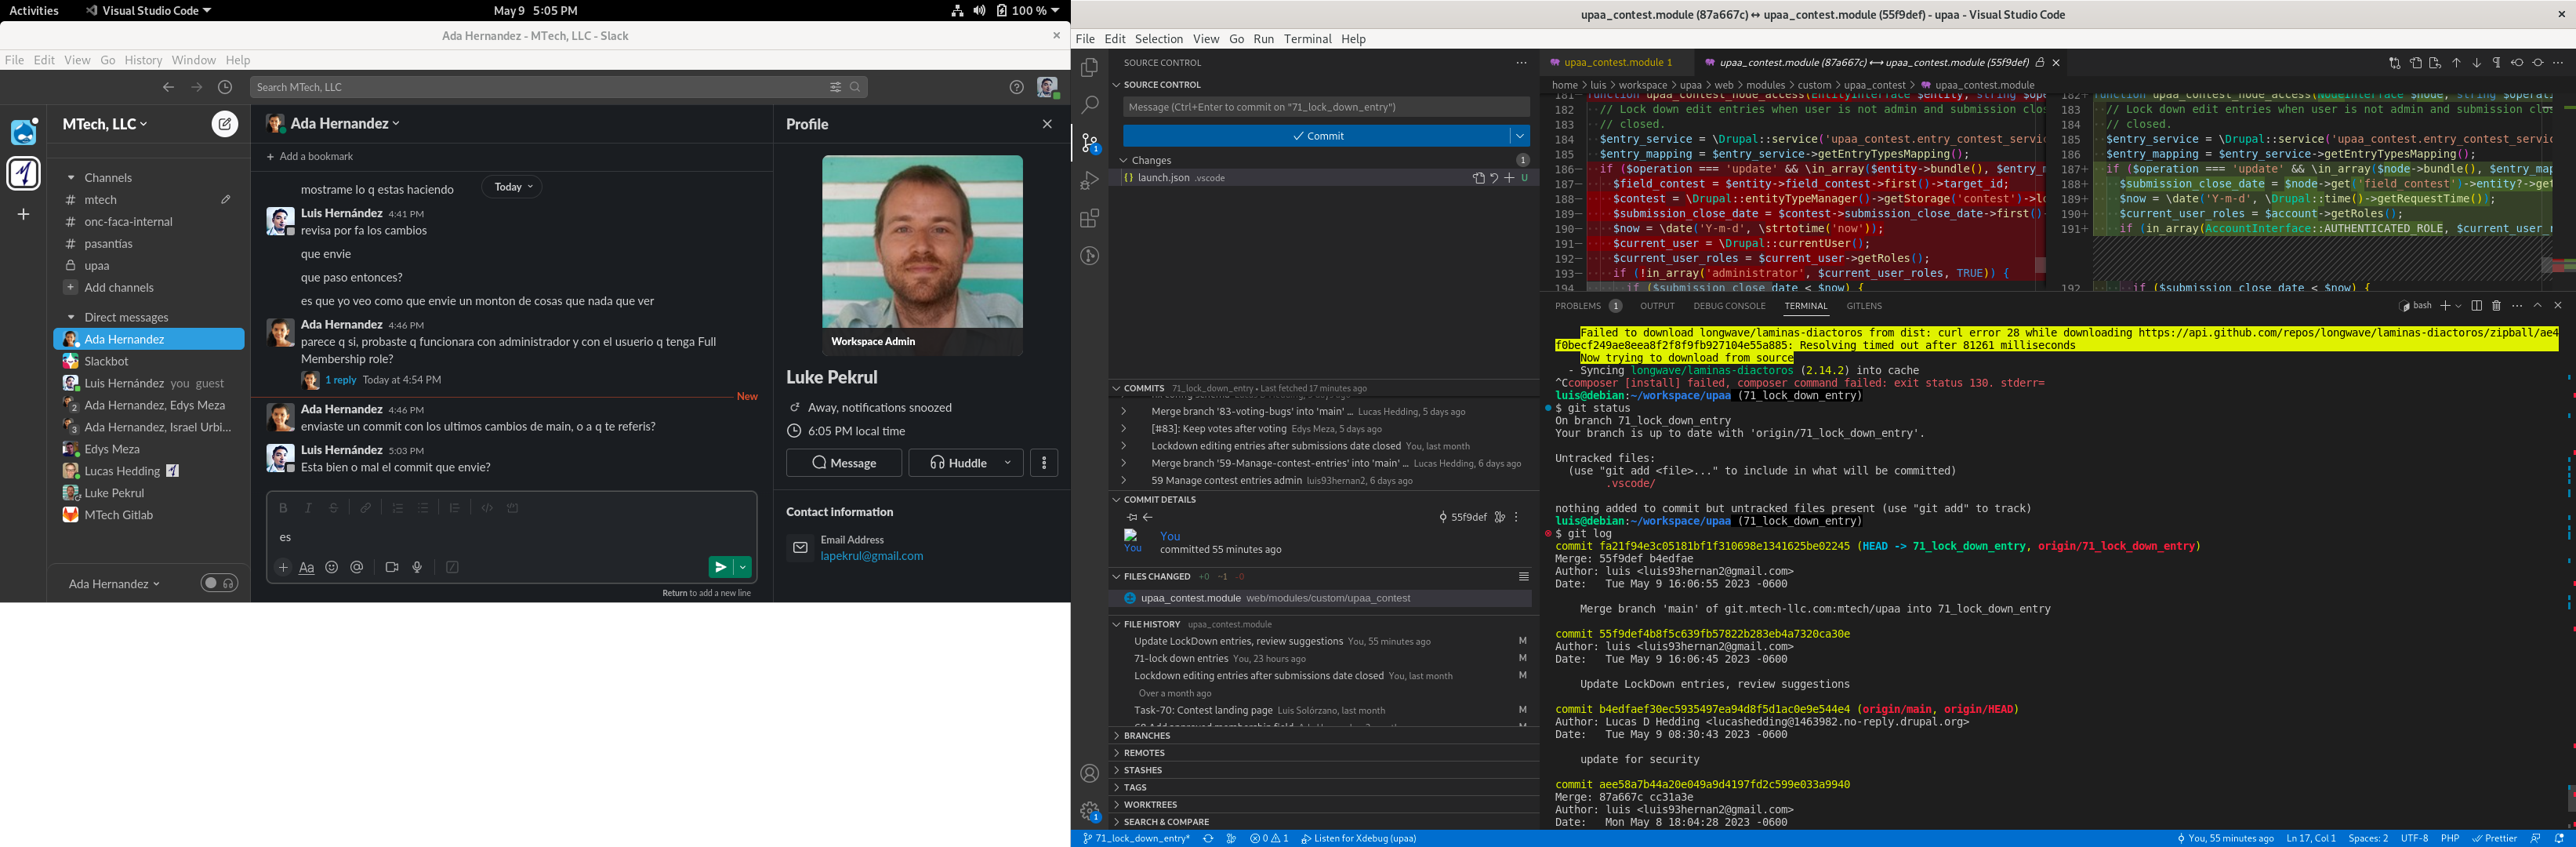 Activities
Visual Studio Code
May 9 5:05 PM
100 %
Ada Hernandez - MTech, LLC - Slack
File Edit View Go History Window Help
Search MTech, LLC
MTech, LLC
Channels
# mtech
# onc-faca-internal
# pasantías
upaa
Add channels
Direct messages
Ada Hernandez
Slackbot
Luis Hernández you guest
2 Ada Hernandez, Edys Meza
3 Ada Hernandez, Israel Urbi...
Edys Meza
Lucas Hedding
Luke Pekrul
MTech Gitlab
Ada Hernandez
Ada Hernandez
+ Add a bookmark
Today
mostrame lo q estas haciendo
Luis Hernández 4:41 PM
revisa por fa los cambios
que envie
que paso entonces?
es que yo veo como que envie un monton de cosas que nada que ver
Ada Hernandez 4:46 PM
parece q si, probaste q funcionara con administrador y con el usuerio q tenga Full
Membership role?
1 reply Today at 4:54 PM
New
Ada Hernandez 4:46 PM
enviaste un commit con los ultimos cambios de main, o a q te referis?
Luis Hernández 5:03 PM
Esta bien o mal el commit que envie?
es
Return to add a new line
Profile
Workspace Admin
Luke Pekrul
Away, notifications snoozed
6:05 PM local time
Message
Huddle
Contact information
Email Address
lapekrul@gmail.com
upaa_contest.module (87a667c) ↔ upaa_contest.module (55f9def) - upaa - Visual Studio Code
File Edit Selection View Go Run Terminal Help
SOURCE CONTROL
SOURCE CONTROL
Message (Ctrl+Enter to commit on "71_lock_down_entry")
Commit
Changes 1
{} launch.json .vscode U
COMMITS 71_lock_down_entry • Last fetched 17 minutes ago
Merge branch '83-voting-bugs' into 'main' ... Lucas Hedding, 5 days ago
[#83]: Keep votes after voting Edys Meza, 5 days ago
Lockdown editing entries after submissions date closed You, last month
Merge branch '59-Manage-contest-entries' into 'main' ... Lucas Hedding, 6 days ago
59 Manage contest entries admin luis93hernan2, 6 days ago
COMMIT DETAILS
55f9def
You You
committed 55 minutes ago
FILES CHANGED +0 ~1 -0
upaa_contest.module web/modules/custom/upaa_contest
FILE HISTORY upaa_contest.module
Update LockDown entries, review suggestions You, 55 minutes ago M
71-lock down entries You, 23 hours ago M
Lockdown editing entries after submissions date closed You, last month M
Over a month ago
Task-70: Contest landing page Luis Solórzano, last month M
BRANCHES
REMOTES
STASHES
TAGS
WORKTREES
SEARCH & COMPARE
upaa_contest.module 1
upaa_contest.module (87a667c) ⟷ upaa_contest.module (55f9def)
home > luis > workspace > upaa > web > modules > custom > upaa_contest > upaa_contest.module
181− function upaa_contest_node_access(EntityInterface $entity, string $ope
182 // Lock down edit entries when user is not admin and submission clo
183 // closed.
184 $entry_service = \Drupal::service('upaa_contest.entry_contest_servic
185 $entry_mapping = $entry_service->getEntryTypesMapping();
186− if ($operation === 'update' && \in_array($entity->bundle(), $entry_m
187− $field_contest = $entity->field_contest->first()->target_id;
188− $contest = \Drupal::entityTypeManager()->getStorage('contest')->lo
189− $submission_close_date = $contest->submission_close_date->first()
190− $now = \date('Y-m-d', \strtotime('now'));
191− $current_user = \Drupal::currentUser();
192− $current_user_roles = $current_user->getRoles();
193− if (!in_array('administrator', $current_user_roles, TRUE)) {
194 if ($submission_close_date < $now) {
182+ function upaa_contest_node_access(NodeInterface $node, string $operat
183 // Lock down edit entries when user is not admin and submission clo
184 // closed.
185 $entry_service = \Drupal::service('upaa_contest.entry_contest_servic
186 $entry_mapping = $entry_service->getEntryTypesMapping();
187+ if ($operation === 'update' && \in_array($node->bundle(), $entry_map
188+ $submission_close_date = $node->get('field_contest')->entity?->get
189+ $now = \date('Y-m-d', \Drupal::time()->getRequestTime());
190+ $current_user_roles = $account->getRoles();
191+ if (in_array(AccountInterface::AUTHENTICATED_ROLE, $current_user_r
192 if ($submission_close_date < $now) {
PROBLEMS 1 OUTPUT DEBUG CONSOLE TERMINAL GITLENS
bash
Failed to download longwave/laminas-diactoros from dist: curl error 28 while downloading https://api.github.com/repos/longwave/laminas-diactoros/zipball/ae4
f0becf249ae8eea8f2f8f9fb927104e55a885: Resolving timed out after 81261 milliseconds
Now trying to download from source
- Syncing longwave/laminas-diactoros (2.14.2) into cache
^Ccomposer [install] failed, composer command failed: exit status 130. stderr=
luis@debian:~/workspace/upaa (71_lock_down_entry)
$ git status
On branch 71_lock_down_entry
Your branch is up to date with 'origin/71_lock_down_entry'.
Untracked files:
(use "git add <file>..." to include in what will be committed)
.vscode/
nothing added to commit but untracked files present (use "git add" to track)
luis@debian:~/workspace/upaa (71_lock_down_entry)
$ git log
commit fa21f94e3c05181bf1f310698e1341625be02245 (HEAD -> 71_lock_down_entry, origin/71_lock_down_entry)
Merge: 55f9def b4edfae
Author: luis <luis93hernan2@gmail.com>
Date: Tue May 9 16:06:55 2023 -0600
Merge branch 'main' of git.mtech-llc.com:mtech/upaa into 71_lock_down_entry
commit 55f9def4b8f5c639fb57822b283eb4a7320ca30e
Author: luis <luis93hernan2@gmail.com>
Date: Tue May 9 16:06:45 2023 -0600
Update LockDown entries, review suggestions
commit b4edfaef30ec5935497ea94d8f5d1ac0e9e544e4 (origin/main, origin/HEAD)
Author: Lucas D Hedding <lucashedding@1463982.no-reply.drupal.org>
Date: Tue May 9 08:30:43 2023 -0600
update for security
commit aee58a7b44a20e049a9d4197fd2c599e033a9940
Merge: 87a667c cc31a3e
Author: luis <luis93hernan2@gmail.com>
Date: Mon May 8 18:04:28 2023 -0600
71_lock_down_entry*
0 1
Listen for Xdebug (upaa)
You, 55 minutes ago Ln 17, Col 1 Spaces: 2 UTF-8 PHP Prettier